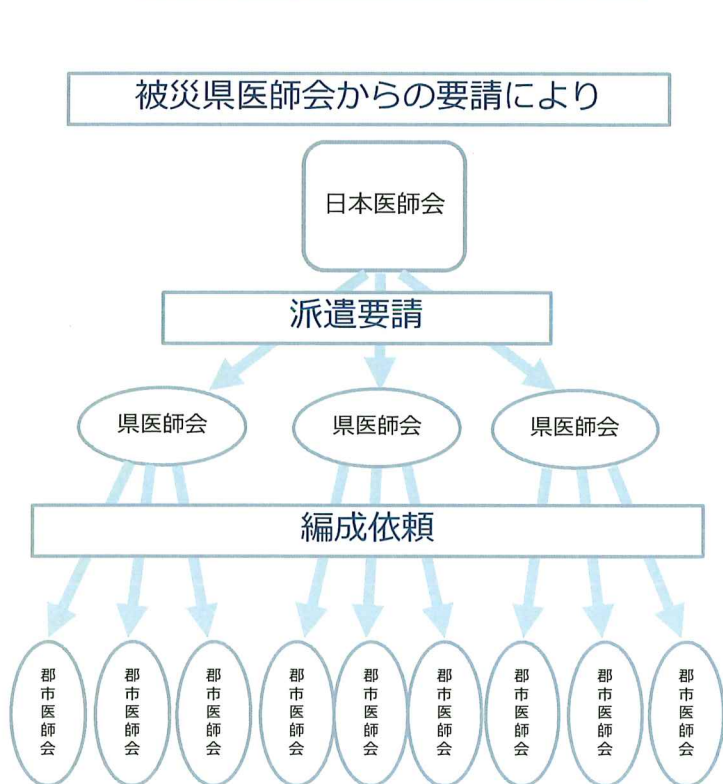 被災県医師会からの要請により
日本医師会
派遣要請
県医師会
県医師会
県医師会
編成依頼
郡市医師会
郡市医師会
郡市医師会
郡市医師会
郡市医師会
郡市医師会
郡市医師会
郡市医師会
郡市医師会